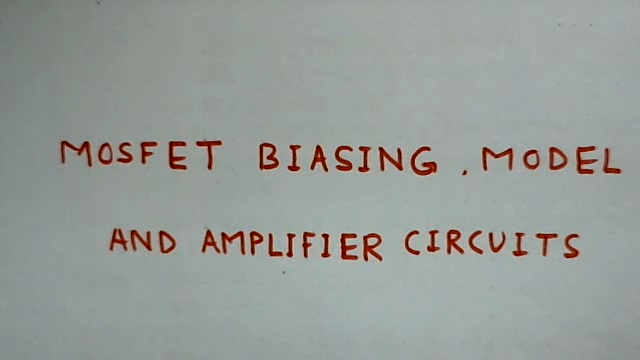 MOSFET BIASING, MODEL
AND AMPLIFIER CIRCUITS